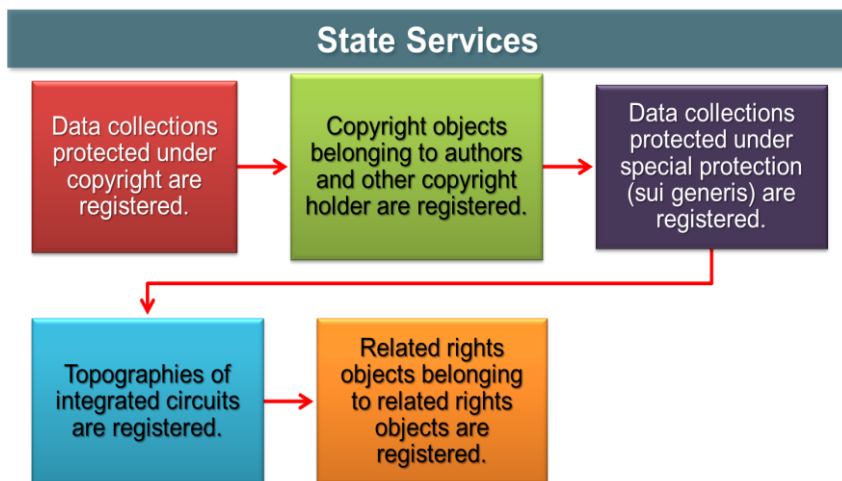 State Services
Data collections
protected under
copyright are
registered.
Copyright objects
belonging to authors
and other copyright
holder are registered.
Data collections
protected under
special protection
(sui generis) are
registered.
Topographies of
integrated circuits
are registered.
Related rights
objects belonging
to related rights
objects are
registered.